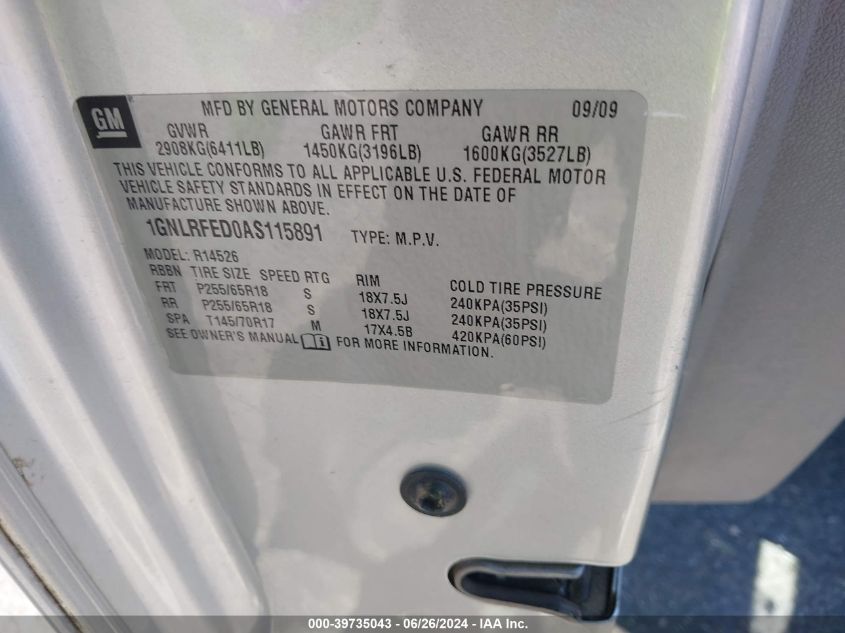 GM MFD BY GENERAL MOTORS COMPANY 09/09
GVWR GAWR FRT GAWR RR
2908KG(6411LB) 1450KG(3196LB) 1600KG(3527LB)
THIS VEHICLE CONFORMS TO ALL APPLICABLE U.S. FEDERAL MOTOR
VEHICLE SAFETY STANDARDS IN EFFECT ON THE DATE OF
MANUFACTURE SHOWN ABOVE.
1GNLRFED0AS115891 TYPE: M.P.V.
MODEL: R14526
RBBN TIRE SIZE SPEED RTG RIM COLD TIRE PRESSURE
FRT P255/65R18 S 18X7.5J 240KPA(35PSI)
RR P255/65R18 S 18X7.5J 240KPA(35PSI)
SPA T145/70R17 M 17X4.5B 420KPA(60PSI)
SEE OWNER'S MANUAL FOR MORE INFORMATION.
000-39735043 - 06/26/2024 - IAA Inc.